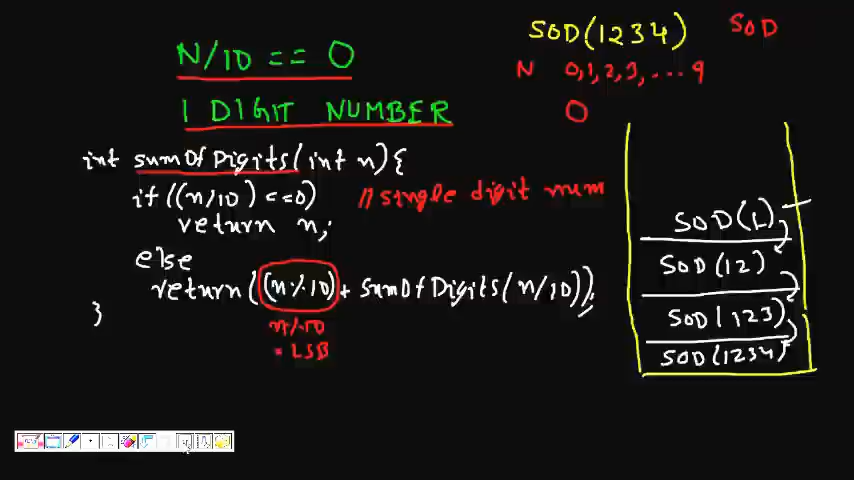 N/10 == 0
1 DIGIT NUMBER
SOD(1234) SOD
N 0,1,2,3, .... 9
0
int sumOfDigits(int n){
if ((n/10) == 0) //single digit num
return n;
else
return((n%10)+ SumOfDigits(n/10));
}
n%10
= LSB
SOD(1)
SOD(12)
SOD(123)
SOD(1234)